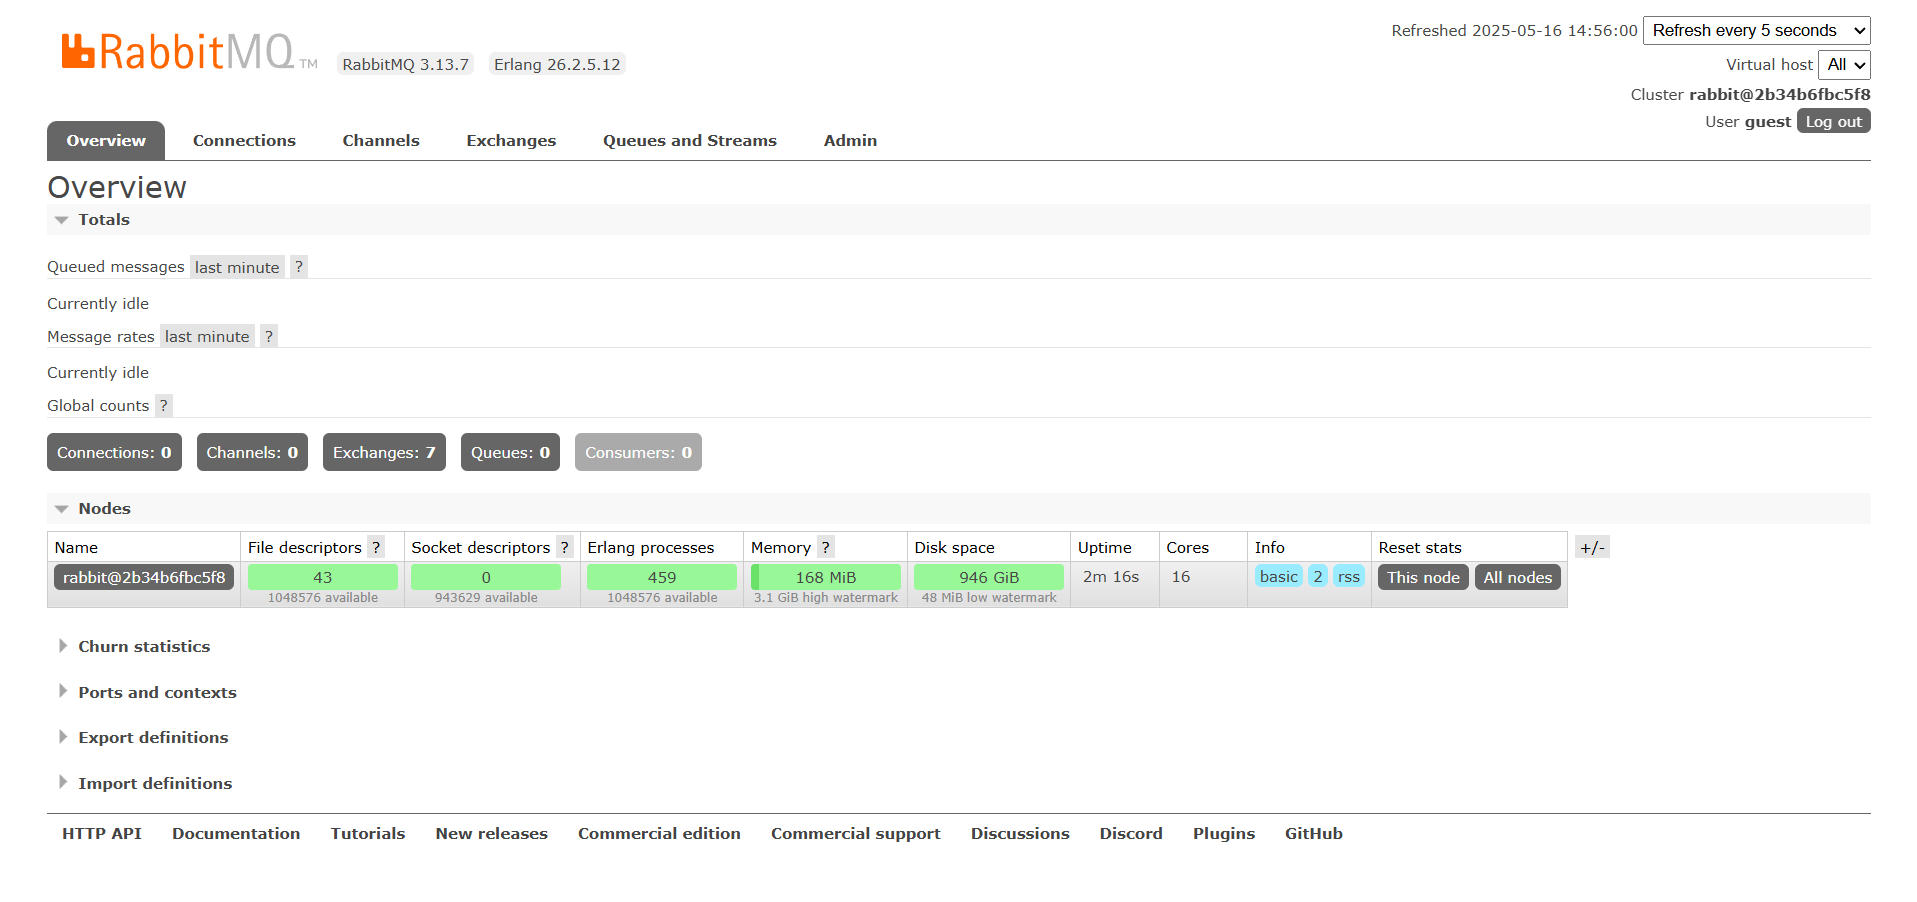 RabbitMQ TM RabbitMQ 3.13.7 Erlang 26.2.5.12
Refreshed 2025-05-16 14:56:00 Refresh every 5 seconds
Virtual host All
Cluster rabbit@2b34b6fbc5f8
User guest Log out
Overview Connections Channels Exchanges Queues and Streams Admin
Overview
Totals
Queued messages last minute ?
Currently idle
Message rates last minute ?
Currently idle
Global counts ?
Connections: 0 Channels: 0 Exchanges: 7 Queues: 0 Consumers: 0
Nodes
Name File descriptors ? Socket descriptors ? Erlang processes Memory ? Disk space Uptime Cores Info Reset stats +/-
rabbit@2b34b6fbc5f8 43 0 459 168 MiB 946 GiB 2m 16s 16 basic 2 rss This node All nodes
1048576 available 943629 available 1048576 available 3.1 GiB high watermark 48 MiB low watermark
Churn statistics
Ports and contexts
Export definitions
Import definitions
HTTP API Documentation Tutorials New releases Commercial edition Commercial support Discussions Discord Plugins GitHub